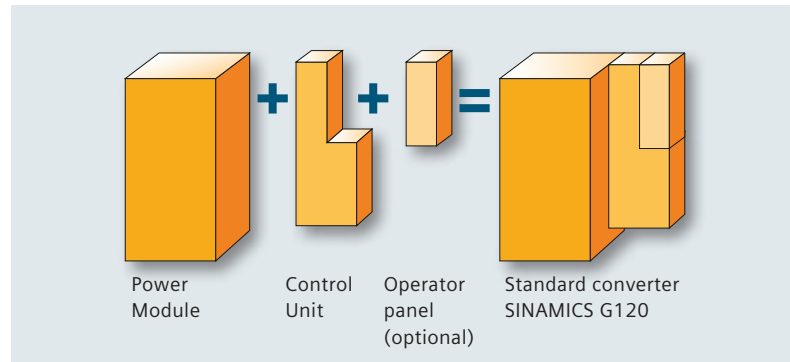 Power
Module
Control
Unit
Operator
panel
(optional)
Standard converter
SINAMICS G120